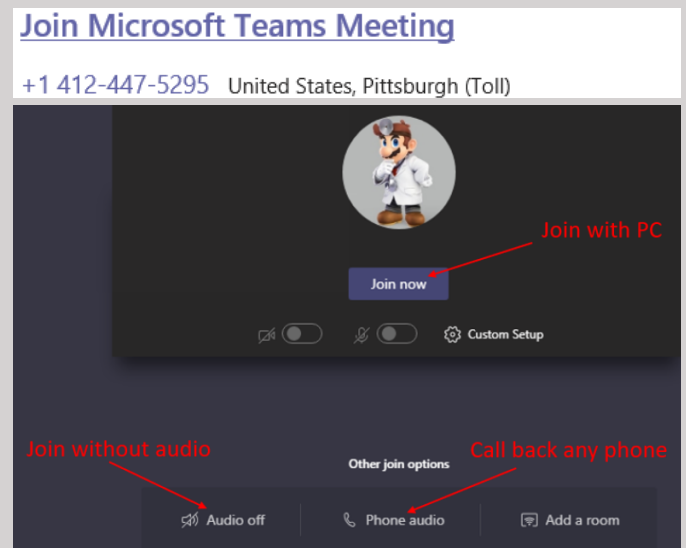 Join Microsoft Teams Meeting
+1 412-447-5295 United States, Pittsburgh (Toll)
Join with PC
Join now
Custom Setup
Join without audio
Call back any phone
Other join options
Audio off
Phone audio
Add a room